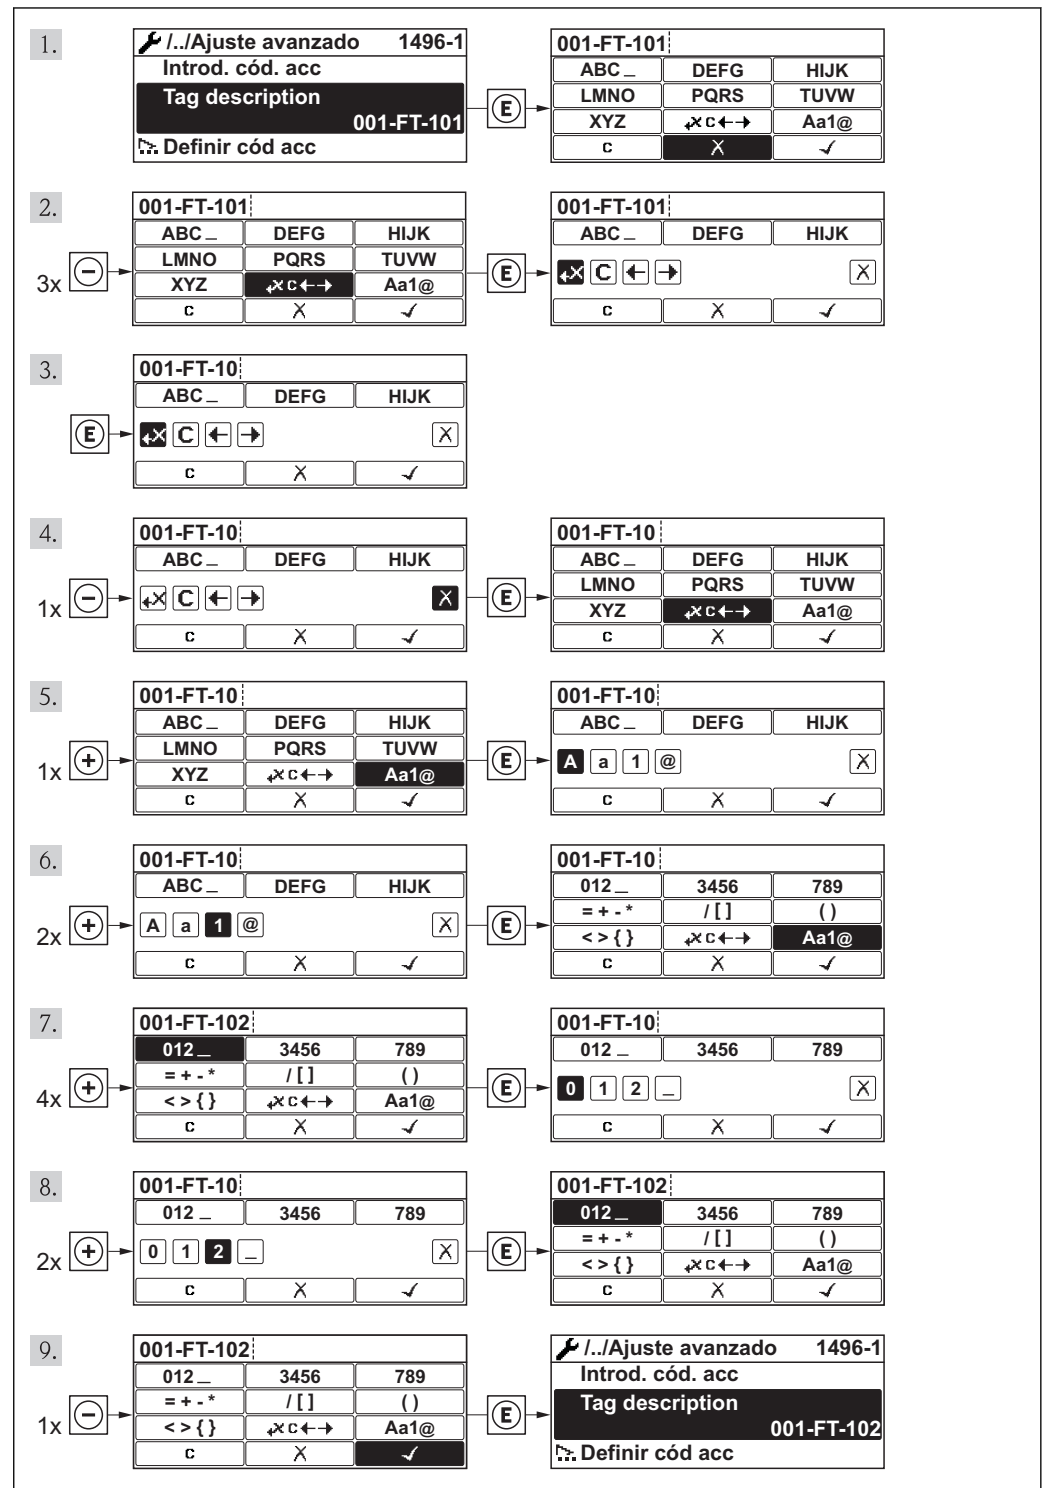 1.
/../Ajuste avanzado 1496-1
Introd. cód. acc
Tag description
001-FT-101
Definir cód acc
E
001-FT-101
ABC_ DEFG HIJK
LMNO PQRS TUVW
XYZ C Aa1@
C X ✓
2.
3x
001-FT-101
ABC_ DEFG HIJK
LMNO PQRS TUVW
XYZ C Aa1@
C X ✓
E
001-FT-101
ABC_ DEFG HIJK
C X
C X ✓
3.
E
001-FT-10
ABC_ DEFG HIJK
C X
C X ✓
4.
1x
001-FT-10
ABC_ DEFG HIJK
C X
C X ✓
E
001-FT-10
ABC_ DEFG HIJK
LMNO PQRS TUVW
XYZ C Aa1@
C X ✓
5.
1x
001-FT-10
ABC_ DEFG HIJK
LMNO PQRS TUVW
XYZ C Aa1@
C X ✓
E
001-FT-10
ABC_ DEFG HIJK
A a 1 @ X
C X ✓
6.
2x
001-FT-10
ABC_ DEFG HIJK
A a 1 @ X
C X ✓
E
001-FT-10
012_ 3456 789
= + - * / [ ] ( )
< > { } C Aa1@
C X ✓
7.
4x
001-FT-102
012_ 3456 789
= + - * / [ ] ( )
< > { } C Aa1@
C X ✓
E
001-FT-10
012_ 3456 789
0 1 2 _ X
C X ✓
8.
2x
001-FT-10
012_ 3456 789
0 1 2 _ X
C X ✓
E
001-FT-102
012_ 3456 789
= + - * / [ ] ( )
< > { } C Aa1@
C X ✓
9.
1x
001-FT-102
012_ 3456 789
= + - * / [ ] ( )
< > { } C Aa1@
C X ✓
E
/../Ajuste avanzado 1496-1
Introd. cód. acc
Tag description
001-FT-102
Definir cód acc